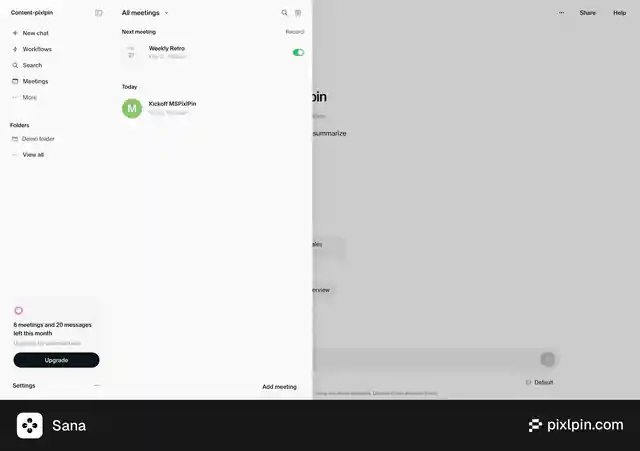 Content-pixlpin
New chat
Workflows
Search
Meetings
More
Folders
Demo folder
View all
8 meetings and 20 messages
left this month
Upgrade
Settings
All meetings
Next meeting
Record
Weekly Retro
Today
M
Kickoff MSPixlPin
Add meeting
Share
Help
pin
summarize
Default
Sana
pixlpin.com